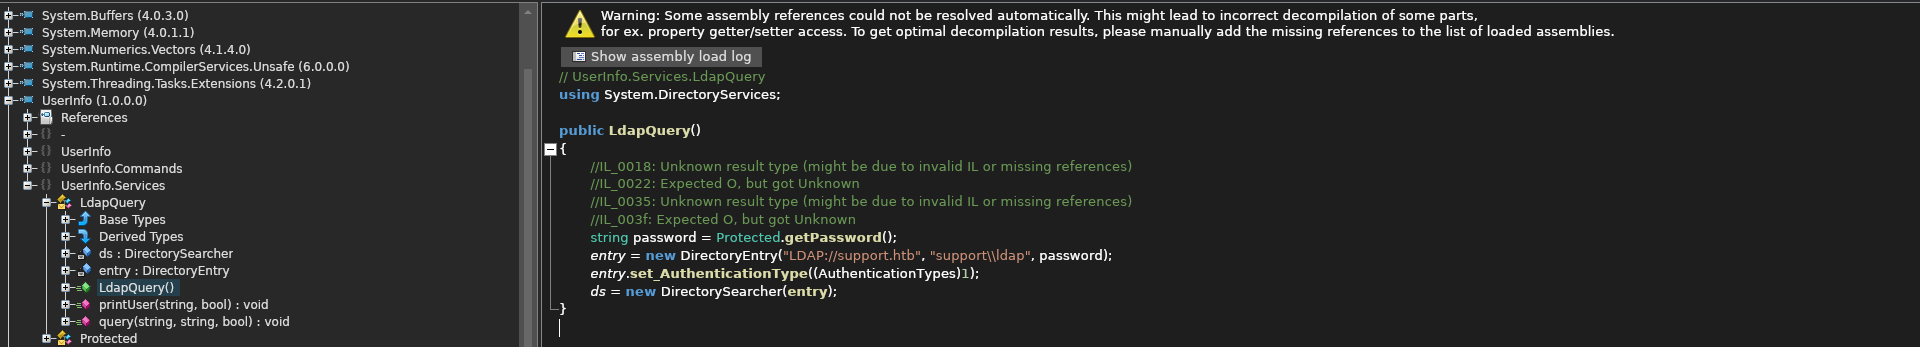 System.Buffers (4.0.3.0)
System.Memory (4.0.1.1)
System.Numerics.Vectors (4.1.4.0)
System.Runtime.CompilerServices.Unsafe (6.0.0.0)
System.Threading.Tasks.Extensions (4.2.0.1)
UserInfo (1.0.0.0)
References
-
UserInfo
UserInfo.Commands
UserInfo.Services
LdapQuery
Base Types
Derived Types
ds : DirectorySearcher
entry : DirectoryEntry
LdapQuery()
printUser(string, bool) : void
query(string, string, bool) : void
Protected
Warning: Some assembly references could not be resolved automatically. This might lead to incorrect decompilation of some parts,
for ex. property getter/setter access. To get optimal decompilation results, please manually add the missing references to the list of loaded assemblies.
Show assembly load log
// UserInfo.Services.LdapQuery
using System.DirectoryServices;
public LdapQuery()
{
//IL_0018: Unknown result type (might be due to invalid IL or missing references)
//IL_0022: Expected O, but got Unknown
//IL_0035: Unknown result type (might be due to invalid IL or missing references)
//IL_003f: Expected O, but got Unknown
string password = Protected.getPassword();
entry = new DirectoryEntry("LDAP://support.htb", "support\\ldap", password);
entry.set_AuthenticationType((AuthenticationTypes)1);
ds = new DirectorySearcher(entry);
}